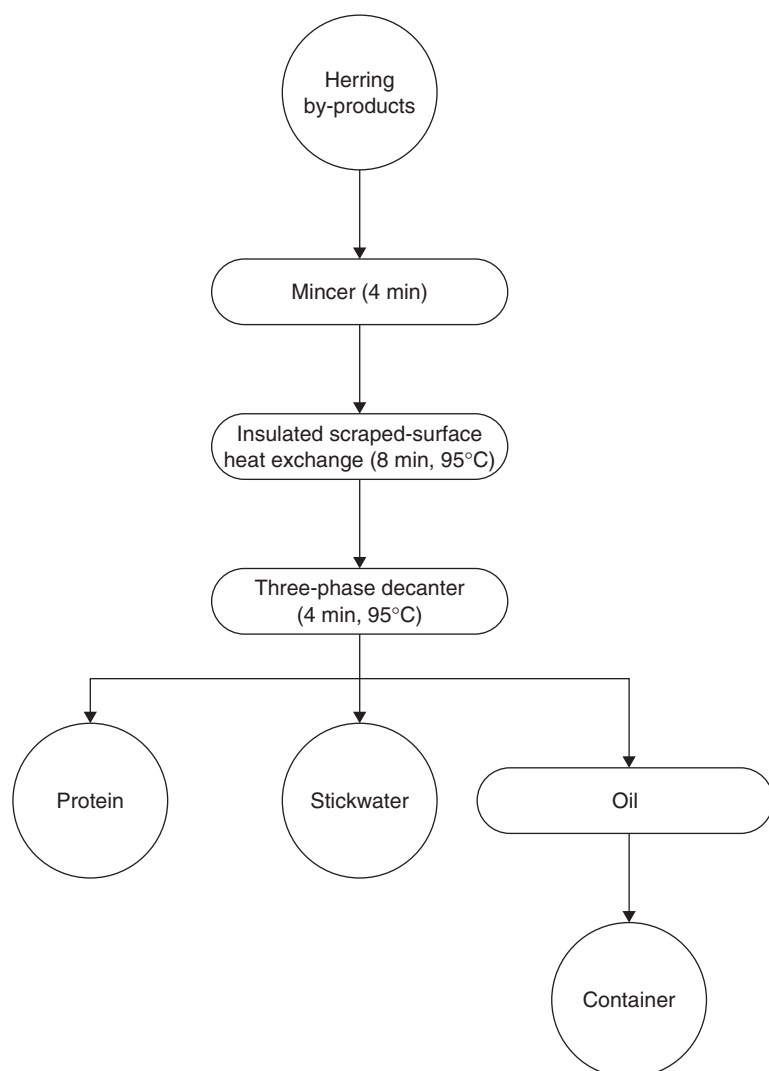 Herring
by-products
Mincer (4 min)
Insulated scraped-surface
heat exchange (8 min, 95°C)
Three-phase decanter
(4 min, 95°C)
Protein
Stickwater
Oil
Container